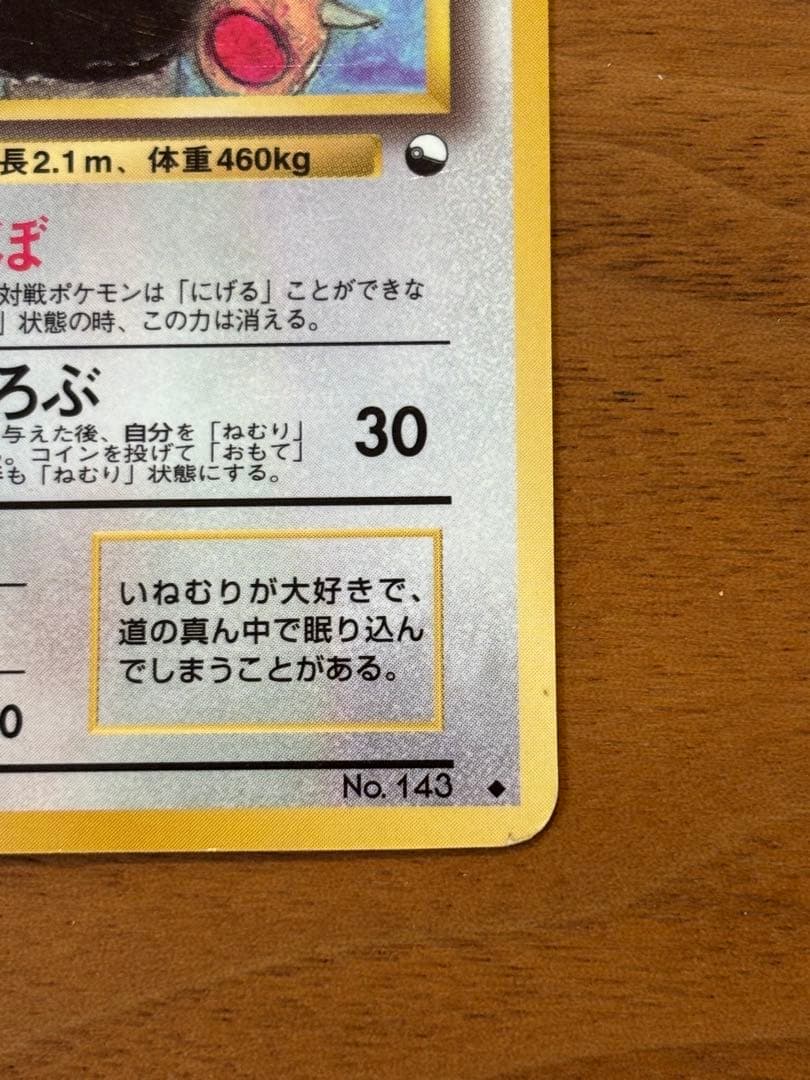 長2.1m、体重460kg
ぼ
対戦ポケモンは「にげる」ことができな
」状態の時、この力は消える。
ろぶ
30
与えた後、自分を「ねむり」
。コインを投げて「おもて」
も「ねむり」状態にする。
いねむりが大好きで、
道の真ん中で眠り込ん
でしまうことがある。
0
No. 143 ◆